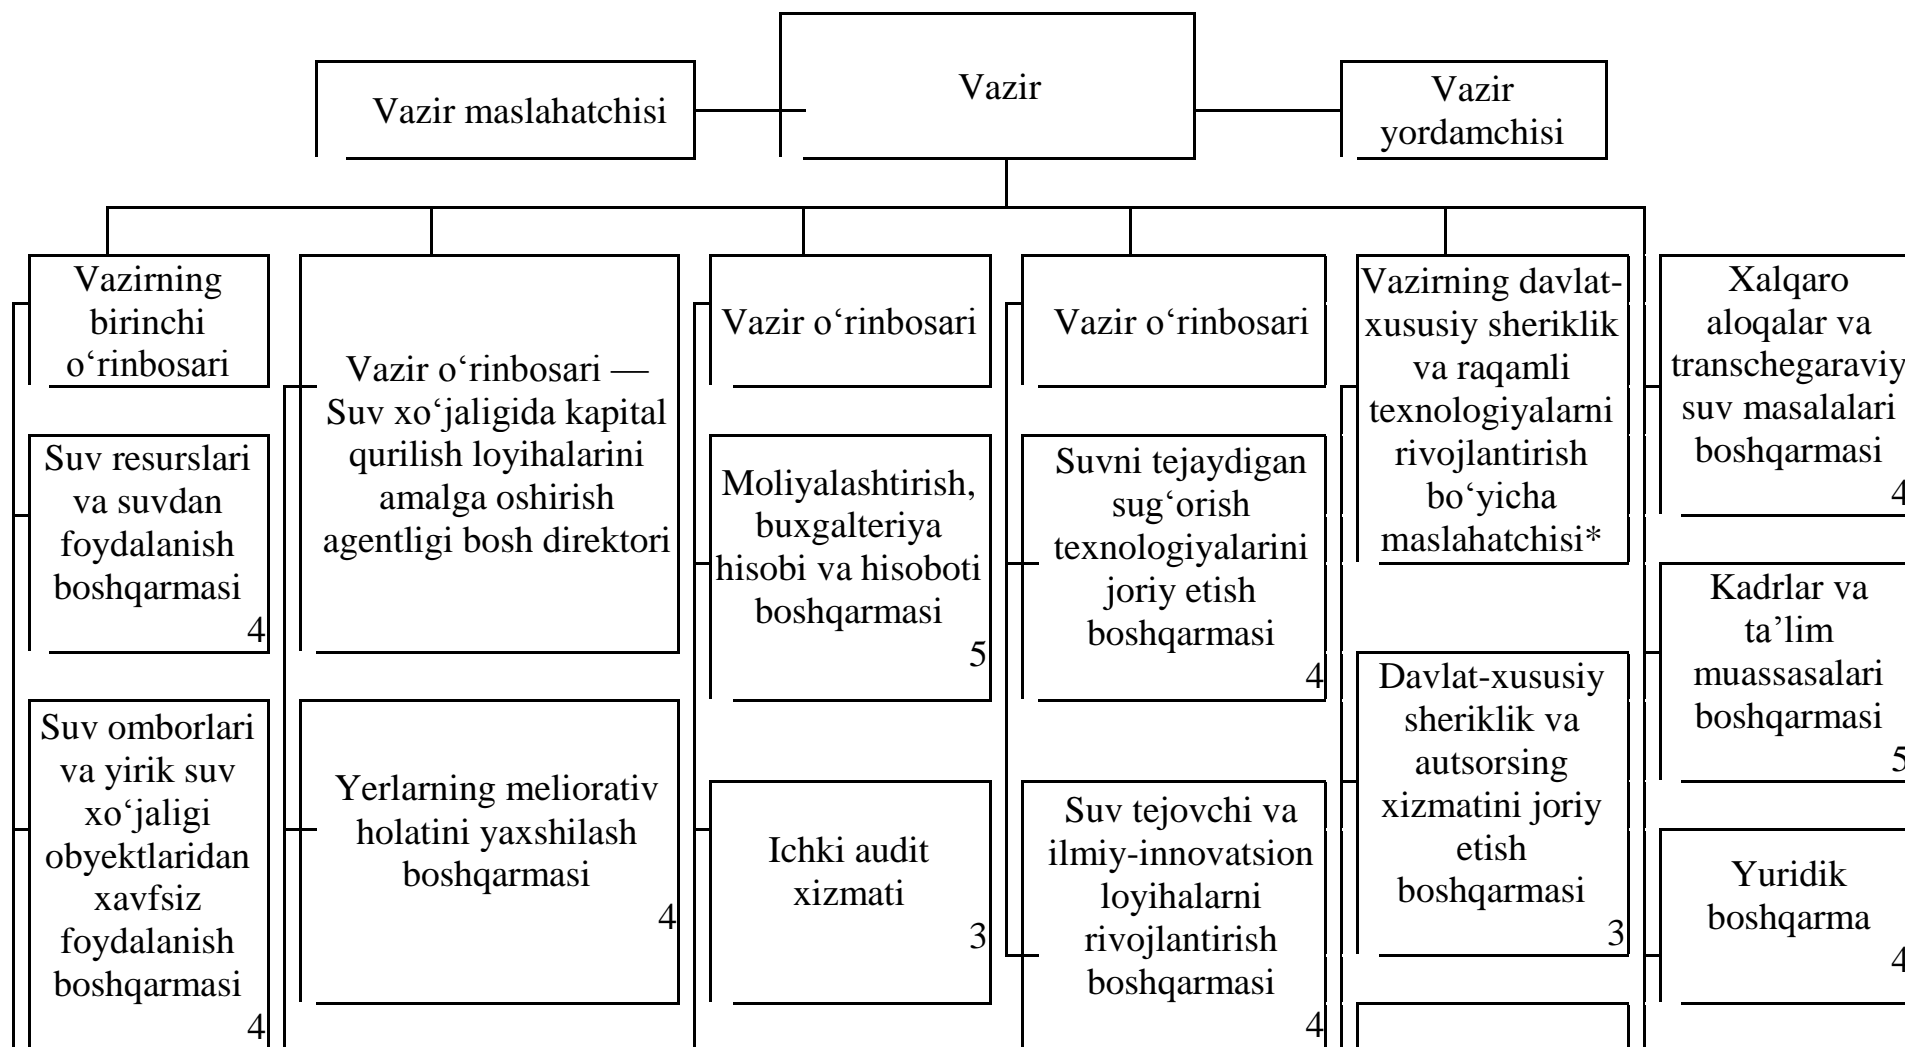 Vazir maslahatchisi
Vazir
Vazir
yordamchisi
Vazirning
birinchi
o‘rinbosari
Suv resurslari
va suvdan
foydalanish
boshqarmasi
4
Suv omborlari
va yirik suv
xo‘jaligi
obyektlaridan
xavfsiz
foydalanish
boshqarmasi
4
Vazir o‘rinbosari —
Suv xo‘jaligida kapital
qurilish loyihalarini
amalga oshirish
agentligi bosh direktori
Yerlarning meliorativ
holatini yaxshilash
boshqarmasi
4
Vazir o‘rinbosari
Moliyalashtirish,
buxgalteriya
hisobi va hisoboti
boshqarmasi
5
Ichki audit
xizmati
3
Vazir o‘rinbosari
Suvni tejaydigan
sug‘orish
texnologiyalarini
joriy etish
boshqarmasi
4
Suv tejovchi va
ilmiy-innovatsion
loyihalarni
rivojlantirish
boshqarmasi
4
Vazirning davlat-
xususiy sheriklik
va raqamli
texnologiyalarni
rivojlantirish
bo‘yicha
maslahatchisi*
Davlat-xususiy
sheriklik va
autsorsing
xizmatini joriy
etish
boshqarmasi
3
Xalqaro
aloqalar va
transchegaraviy
suv masalalari
boshqarmasi
4
Kadrlar va
ta’lim
muassasalari
boshqarmasi
5
Yuridik
boshqarma
4